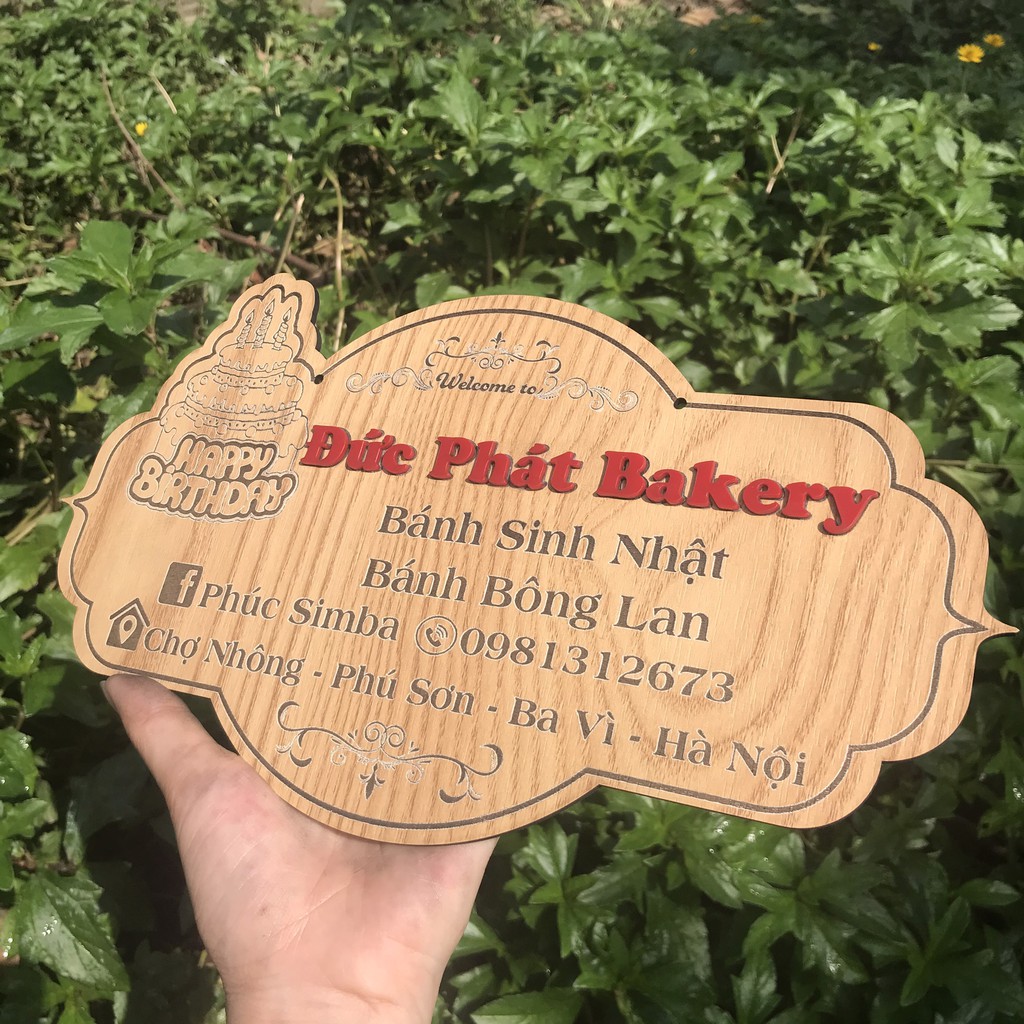 Welcome to
HAPPY
BIRTHDAY
Đức Phát Bakery
Bánh Sinh Nhật
Bánh Bông Lan
f Phúc Simba 0981312673
Chợ Nhông - Phú Sơn - Ba Vì - Hà Nội